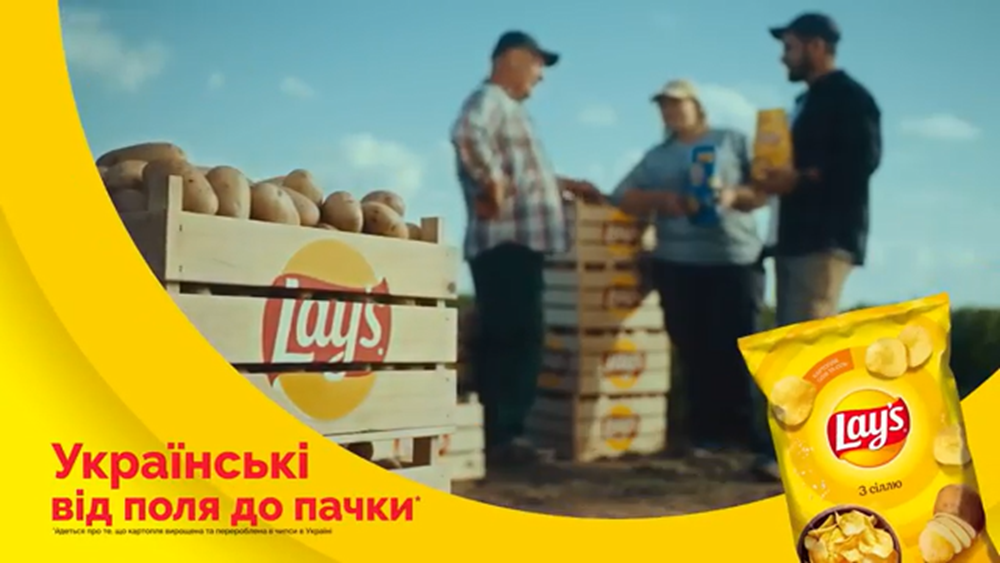 Lay's
Lay's
З сіллю
Українські
від поля до пачки*
*йдеться про те, що картопля вирощена та перероблена в чипси в Україні